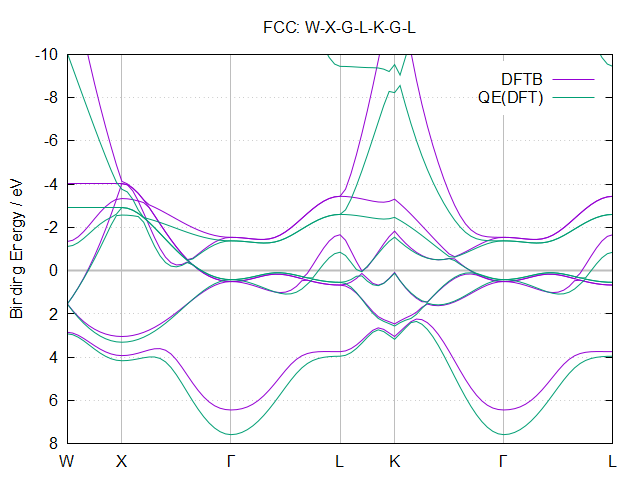 FCC: W-X-G-L-K-G-L
DFTB
QE(DFT)
Binding Energy / eV
-10
-8
-6
-4
-2
0
2
4
6
8
W X Γ L K Γ L